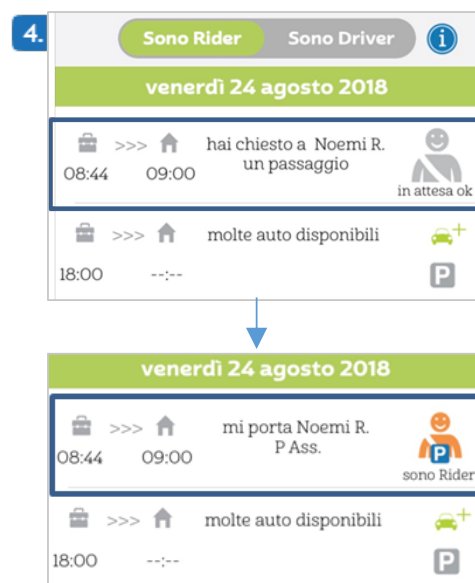 4.
Sono Rider Sono Driver i
venerdì 24 agosto 2018
>>> hai chiesto a Noemi R.
08:44 09:00 un passaggio
in attesa ok
>>> molte auto disponibili +
18:00 --:-- P
venerdì 24 agosto 2018
>>> mi porta Noemi R.
08:44 09:00 P Ass. P
sono Rider
>>> molte auto disponibili +
18:00 --:-- P